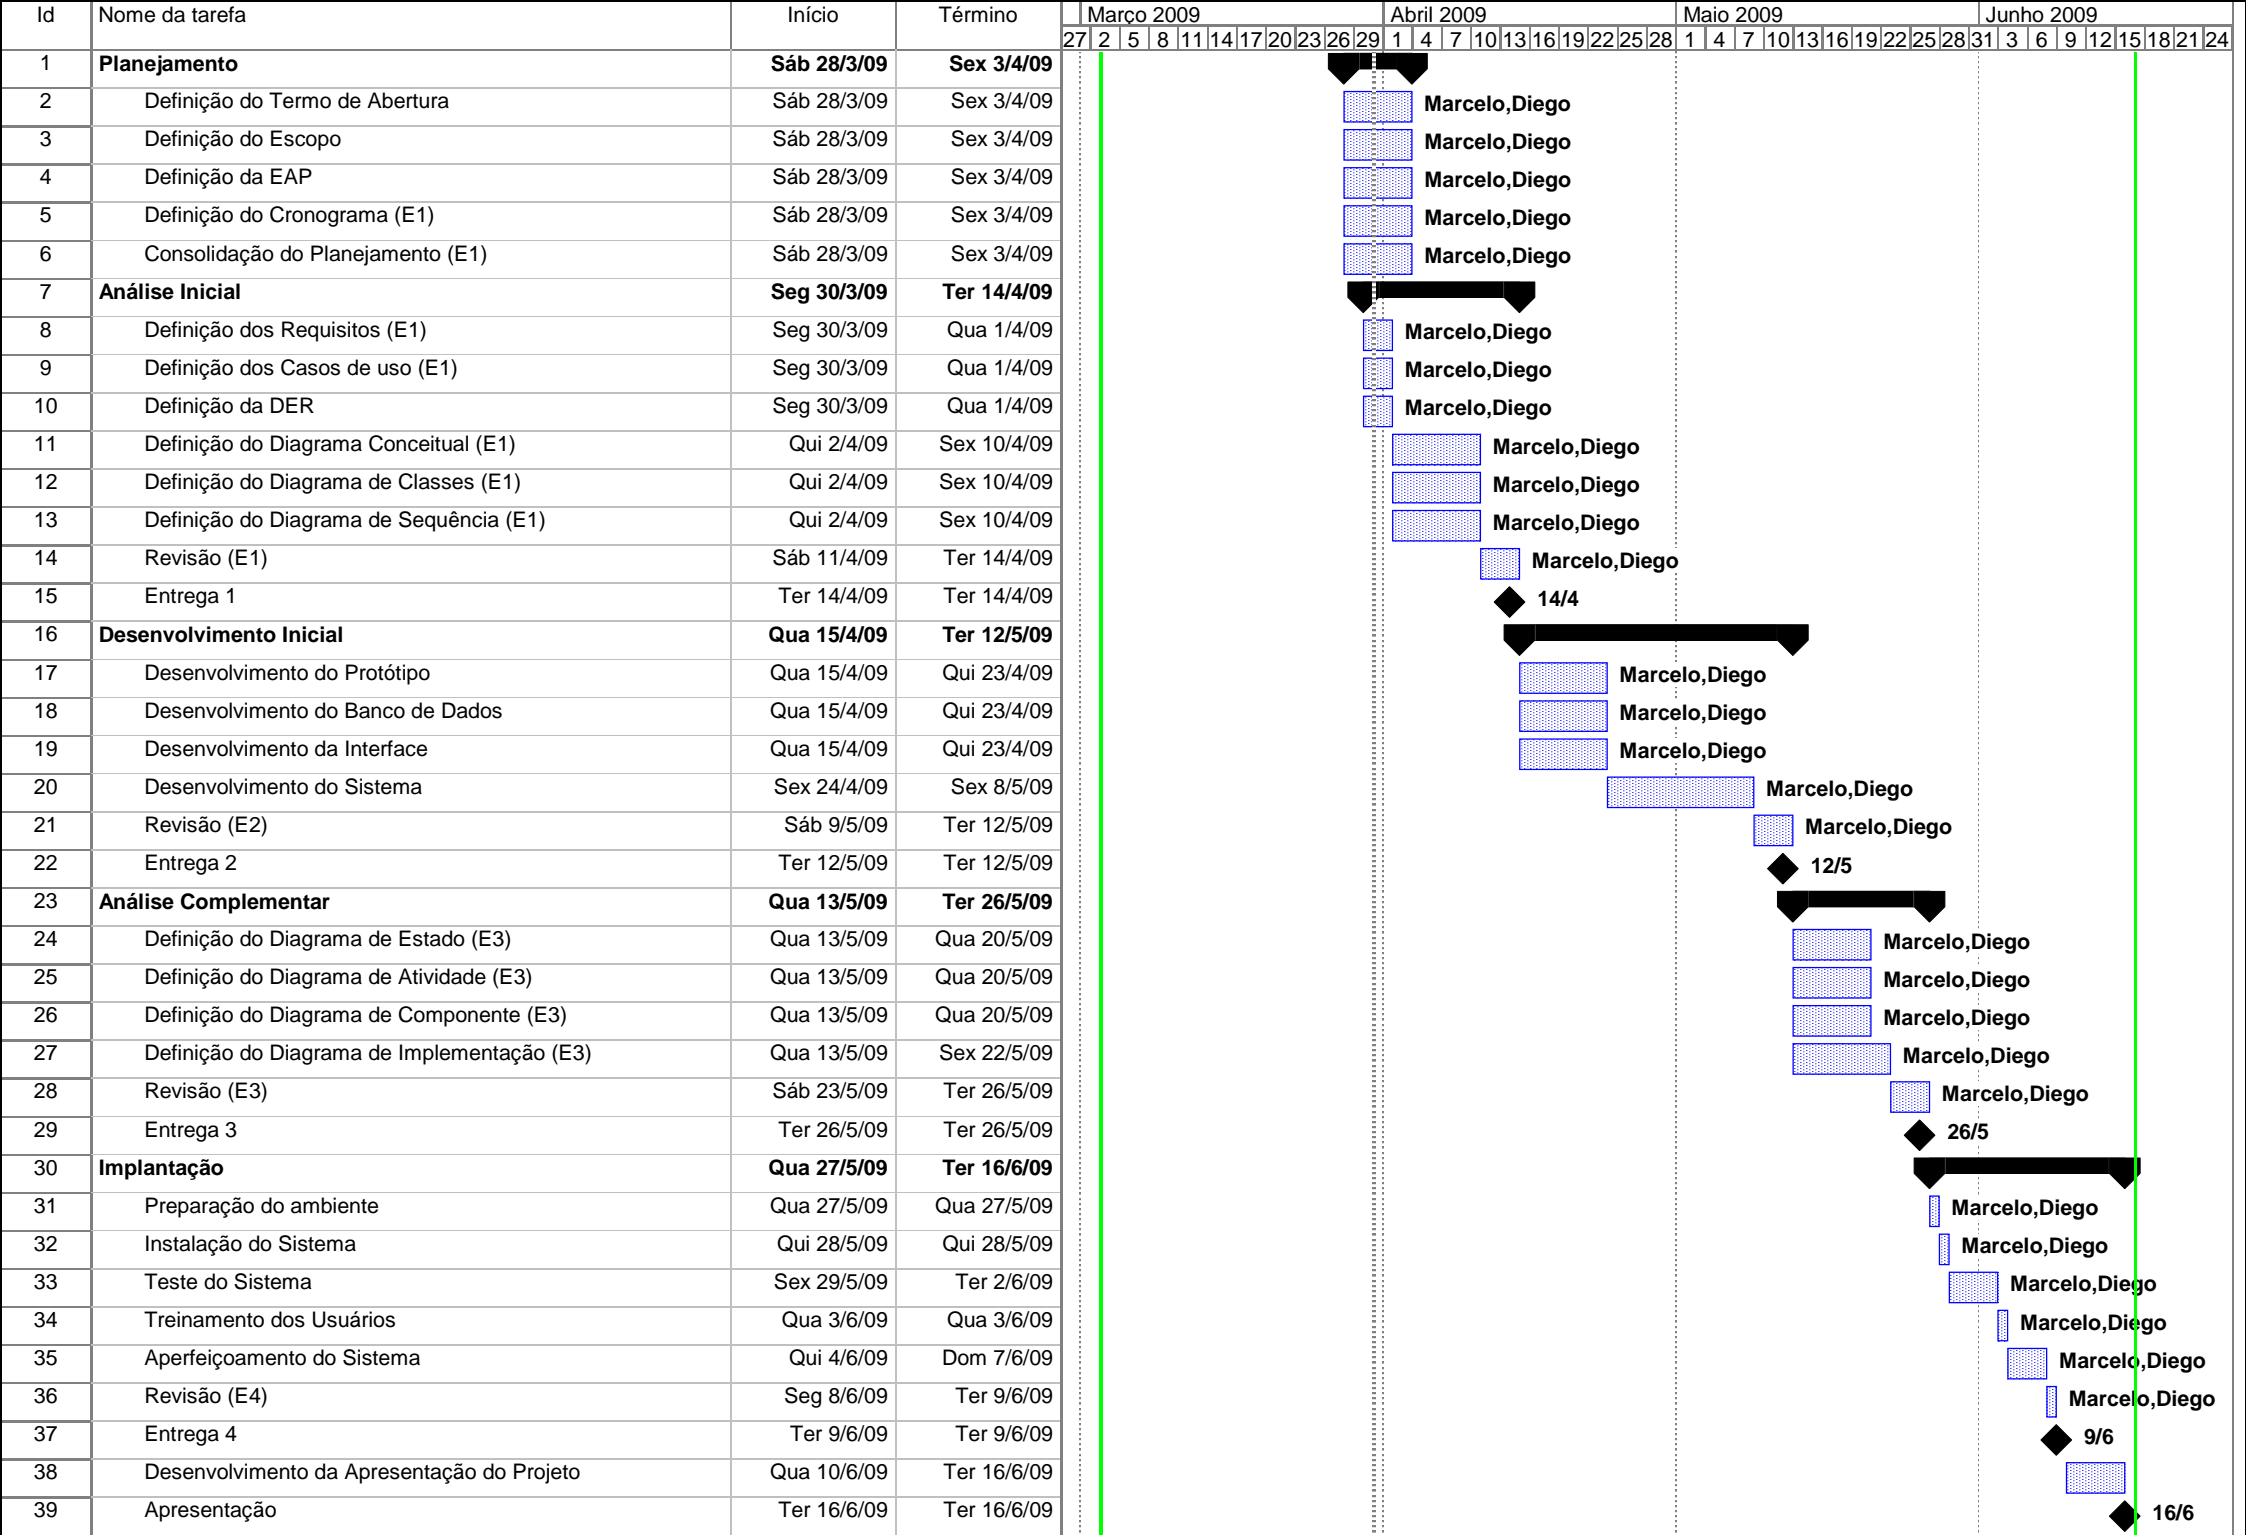 Id Nome da tarefa Início Término Março 2009 Abril 2009 Maio 2009 Junho 2009
27 2 5 8 11 14 17 20 23 26 29 1 4 7 10 13 16 19 22 25 28 1 4 7 10 13 16 19 22 25 28 31 3 6 9 12 15 18 21 24
1 Planejamento Sáb 28/3/09 Sex 3/4/09
2 Definição do Termo de Abertura Sáb 28/3/09 Sex 3/4/09 Marcelo,Diego
3 Definição do Escopo Sáb 28/3/09 Sex 3/4/09 Marcelo,Diego
4 Definição da EAP Sáb 28/3/09 Sex 3/4/09 Marcelo,Diego
5 Definição do Cronograma (E1) Sáb 28/3/09 Sex 3/4/09 Marcelo,Diego
6 Consolidação do Planejamento (E1) Sáb 28/3/09 Sex 3/4/09 Marcelo,Diego
7 Análise Inicial Seg 30/3/09 Ter 14/4/09
8 Definição dos Requisitos (E1) Seg 30/3/09 Qua 1/4/09 Marcelo,Diego
9 Definição dos Casos de uso (E1) Seg 30/3/09 Qua 1/4/09 Marcelo,Diego
10 Definição da DER Seg 30/3/09 Qua 1/4/09 Marcelo,Diego
11 Definição do Diagrama Conceitual (E1) Qui 2/4/09 Sex 10/4/09 Marcelo,Diego
12 Definição do Diagrama de Classes (E1) Qui 2/4/09 Sex 10/4/09 Marcelo,Diego
13 Definição do Diagrama de Sequência (E1) Qui 2/4/09 Sex 10/4/09 Marcelo,Diego
14 Revisão (E1) Sáb 11/4/09 Ter 14/4/09 Marcelo,Diego
15 Entrega 1 Ter 14/4/09 Ter 14/4/09 14/4
16 Desenvolvimento Inicial Qua 15/4/09 Ter 12/5/09
17 Desenvolvimento do Protótipo Qua 15/4/09 Qui 23/4/09 Marcelo,Diego
18 Desenvolvimento do Banco de Dados Qua 15/4/09 Qui 23/4/09 Marcelo,Diego
19 Desenvolvimento da Interface Qua 15/4/09 Qui 23/4/09 Marcelo,Diego
20 Desenvolvimento do Sistema Sex 24/4/09 Sex 8/5/09 Marcelo,Diego
21 Revisão (E2) Sáb 9/5/09 Ter 12/5/09 Marcelo,Diego
22 Entrega 2 Ter 12/5/09 Ter 12/5/09 12/5
23 Análise Complementar Qua 13/5/09 Ter 26/5/09
24 Definição do Diagrama de Estado (E3) Qua 13/5/09 Qua 20/5/09 Marcelo,Diego
25 Definição do Diagrama de Atividade (E3) Qua 13/5/09 Qua 20/5/09 Marcelo,Diego
26 Definição do Diagrama de Componente (E3) Qua 13/5/09 Qua 20/5/09 Marcelo,Diego
27 Definição do Diagrama de Implementação (E3) Qua 13/5/09 Sex 22/5/09 Marcelo,Diego
28 Revisão (E3) Sáb 23/5/09 Ter 26/5/09 Marcelo,Diego
29 Entrega 3 Ter 26/5/09 Ter 26/5/09 26/5
30 Implantação Qua 27/5/09 Ter 16/6/09
31 Preparação do ambiente Qua 27/5/09 Qua 27/5/09 Marcelo,Diego
32 Instalação do Sistema Qui 28/5/09 Qui 28/5/09 Marcelo,Diego
33 Teste do Sistema Sex 29/5/09 Ter 2/6/09 Marcelo,Diego
34 Treinamento dos Usuários Qua 3/6/09 Qua 3/6/09 Marcelo,Diego
35 Aperfeiçoamento do Sistema Qui 4/6/09 Dom 7/6/09 Marcelo,Diego
36 Revisão (E4) Seg 8/6/09 Ter 9/6/09 Marcelo,Diego
37 Entrega 4 Ter 9/6/09 Ter 9/6/09 9/6
38 Desenvolvimento da Apresentação do Projeto Qua 10/6/09 Ter 16/6/09
39 Apresentação Ter 16/6/09 Ter 16/6/09 16/6